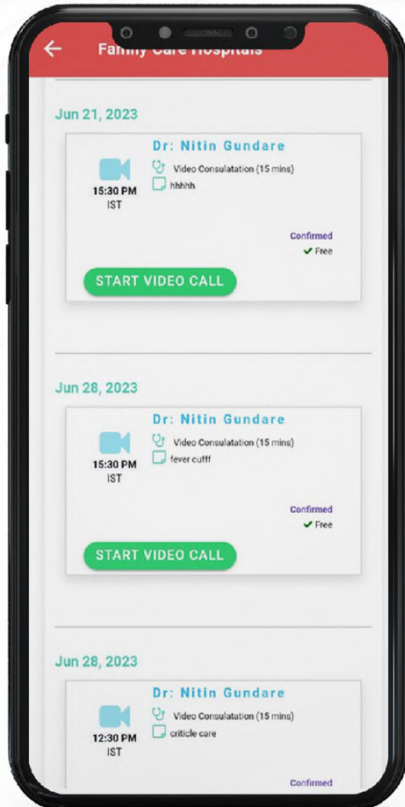 Family Care Hospitals
Jun 21, 2023
Dr: Nitin Gundare
Video Consulatation (15 mins)
hhhhh
15:30 PM
IST
Confirmed
Free
START VIDEO CALL
Jun 28, 2023
Dr: Nitin Gundare
Video Consulatation (15 mins)
fever cufff
15:30 PM
IST
Confirmed
Free
START VIDEO CALL
Jun 28, 2023
Dr: Nitin Gundare
Video Consulatation (15 mins)
criticle care
12:30 PM
IST
Confirmed